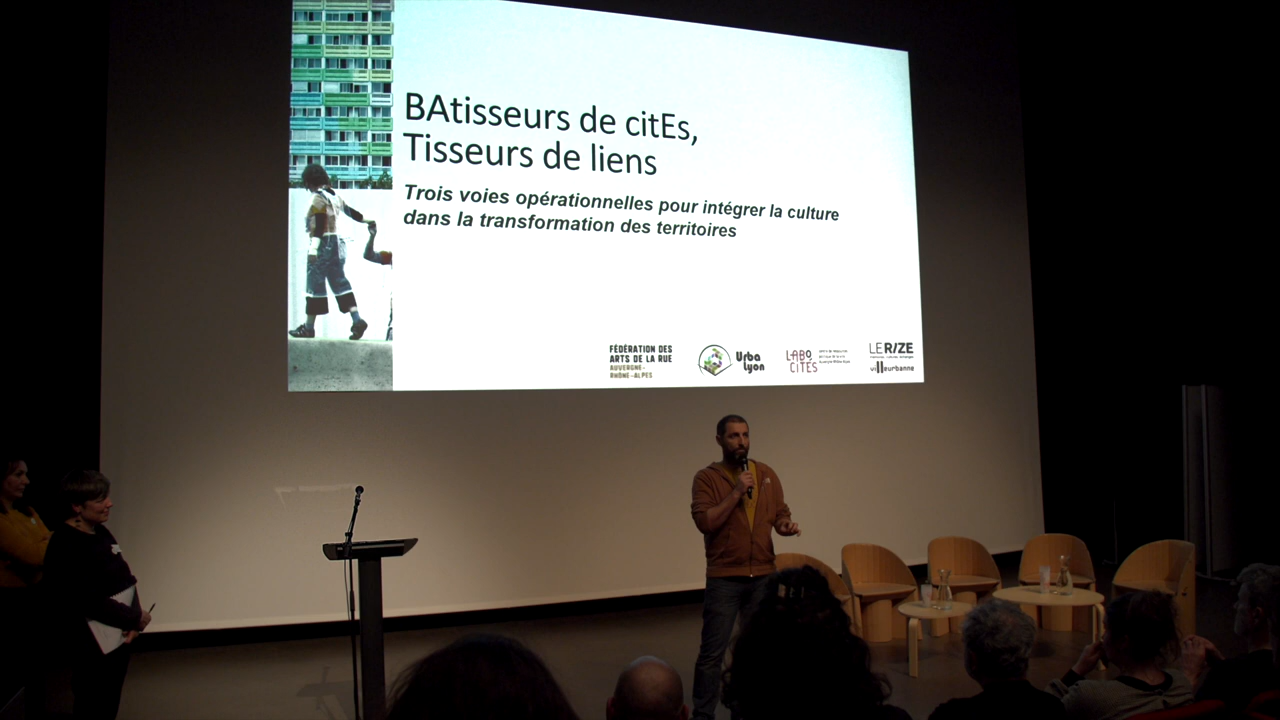 BAtisseurs de citEs,
Tisseurs de liens
Trois voies opérationnelles pour intégrer la culture
dans la transformation des territoires
FÉDÉRATION DES
ARTS DE LA RUE
AUVERGNE-
RHÔNE-ALPES
Urba
Lyon
LABO
CITÉS
LE RIZE
villeurbanne